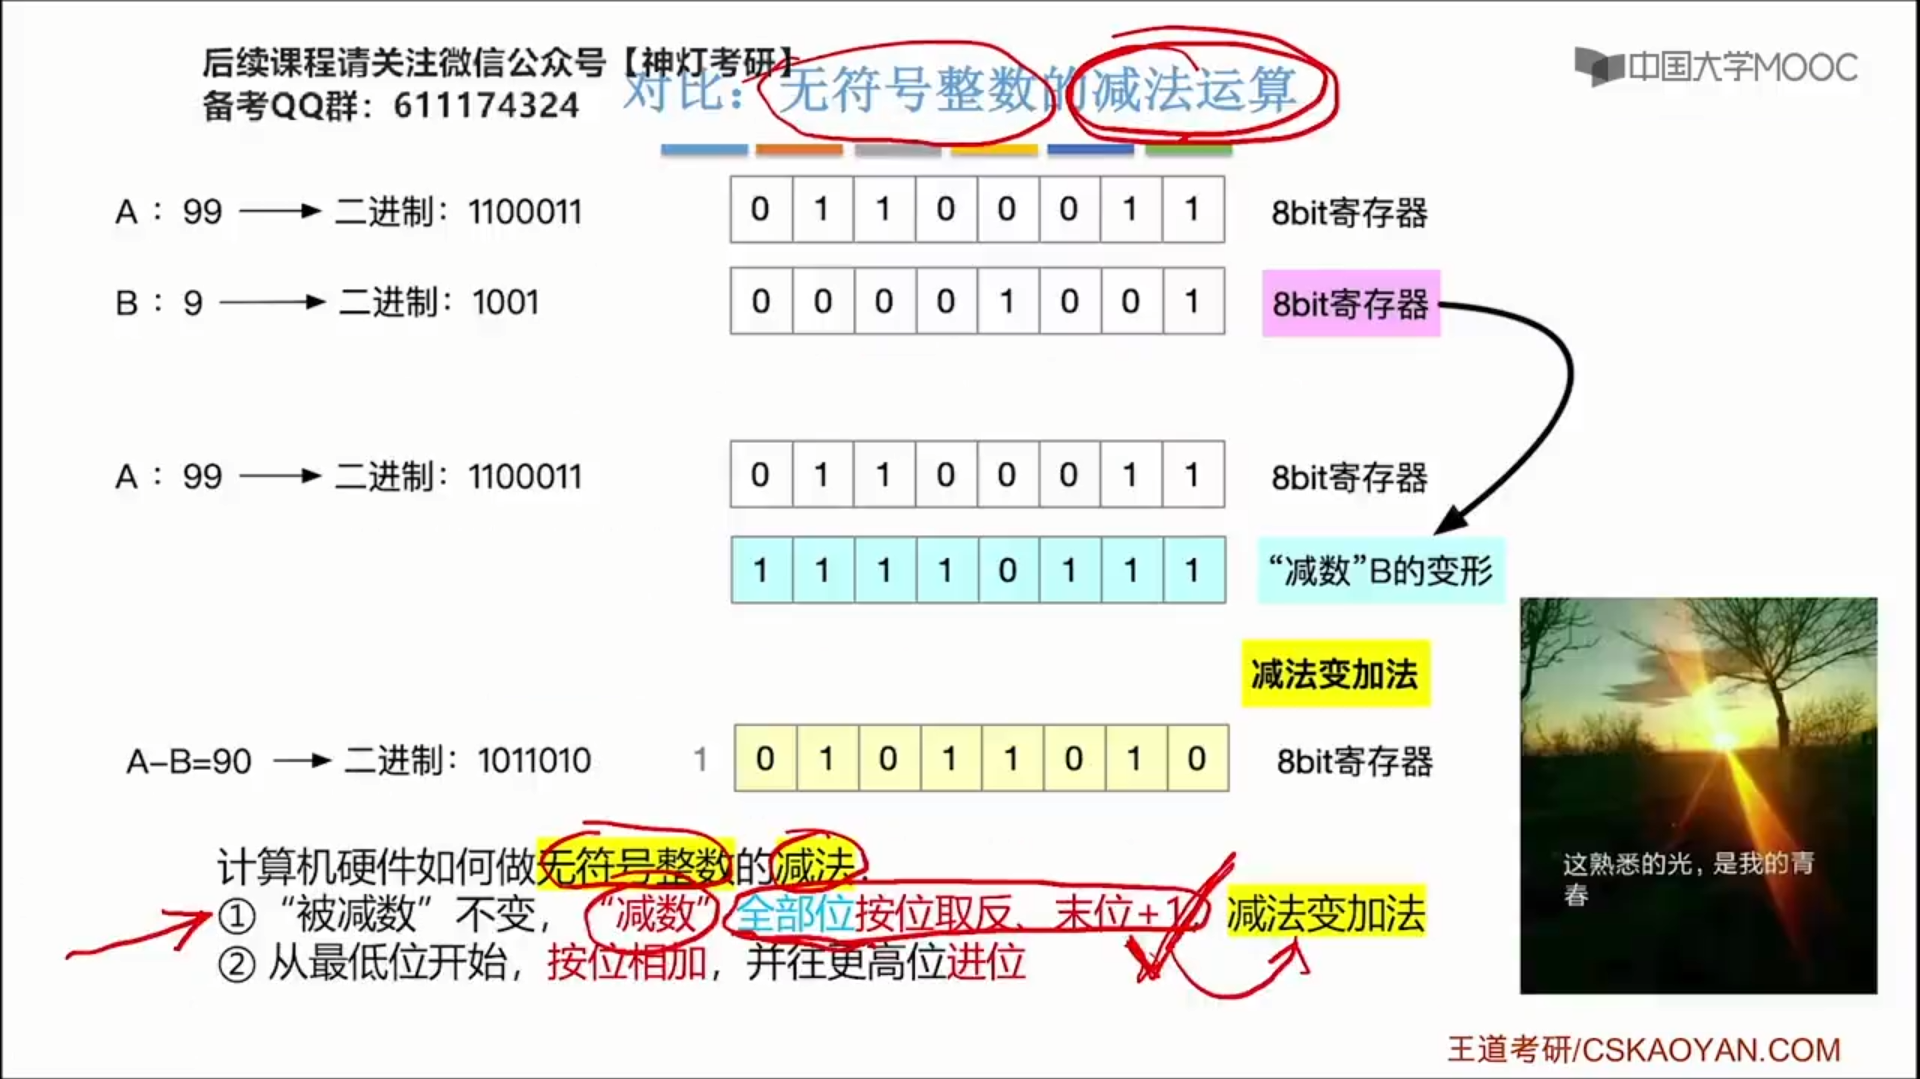 后续课程请关注微信公众号【神灯考研】
备考QQ群：611174324
对比：无符号整数的减法运算
中国大学MOOC
A：99 二进制：1100011 0 1 1 0 0 0 1 1 8bit寄存器
B：9 二进制：1001 0 0 0 0 1 0 0 1 8bit寄存器
A：99 二进制：1100011 0 1 1 0 0 0 1 1 8bit寄存器
1 1 1 1 0 1 1 1 “减数”B的变形
减法变加法
A-B=90 二进制：1011010 1 0 1 0 1 1 0 1 0 8bit寄存器
计算机硬件如何做无符号整数的减法：
①“被减数”不变，“减数”全部位按位取反、末位+1，减法变加法
②从最低位开始，按位相加，并往更高位进位
这熟悉的光，是我的青
春
王道考研/CSKAOYAN.COM